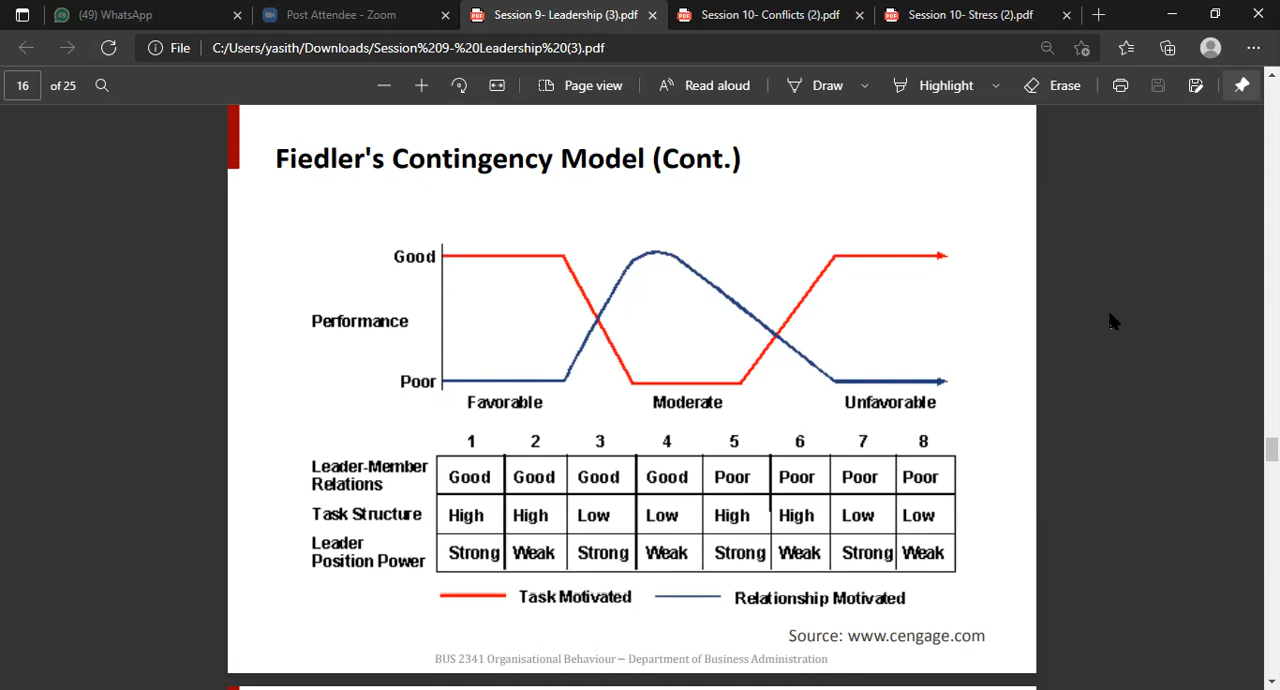 (49) WhatsApp
Post Attendee - Zoom
Session 9- Leadership (3).pdf
Session 10- Conflicts (2).pdf
Session 10- Stress (2).pdf
File
C:/Users/yasith/Downloads/Session%209-%20Leadership%20(3).pdf
16 of 25
Page view
Read aloud
Draw
Highlight
Erase
Fiedler's Contingency Model (Cont.)
Good
Performance
Poor
Favorable Moderate Unfavorable
1 2 3 4 5 6 7 8
Leader-Member
Relations
Good Good Good Good Poor Poor Poor Poor
Task Structure High High Low Low High High Low Low
Leader
Position Power
Strong Weak Strong Weak Strong Weak Strong Weak
Task Motivated Relationship Motivated
Source: www.cengage.com
BUS 2341 Organisational Behaviour – Department of Business Administration